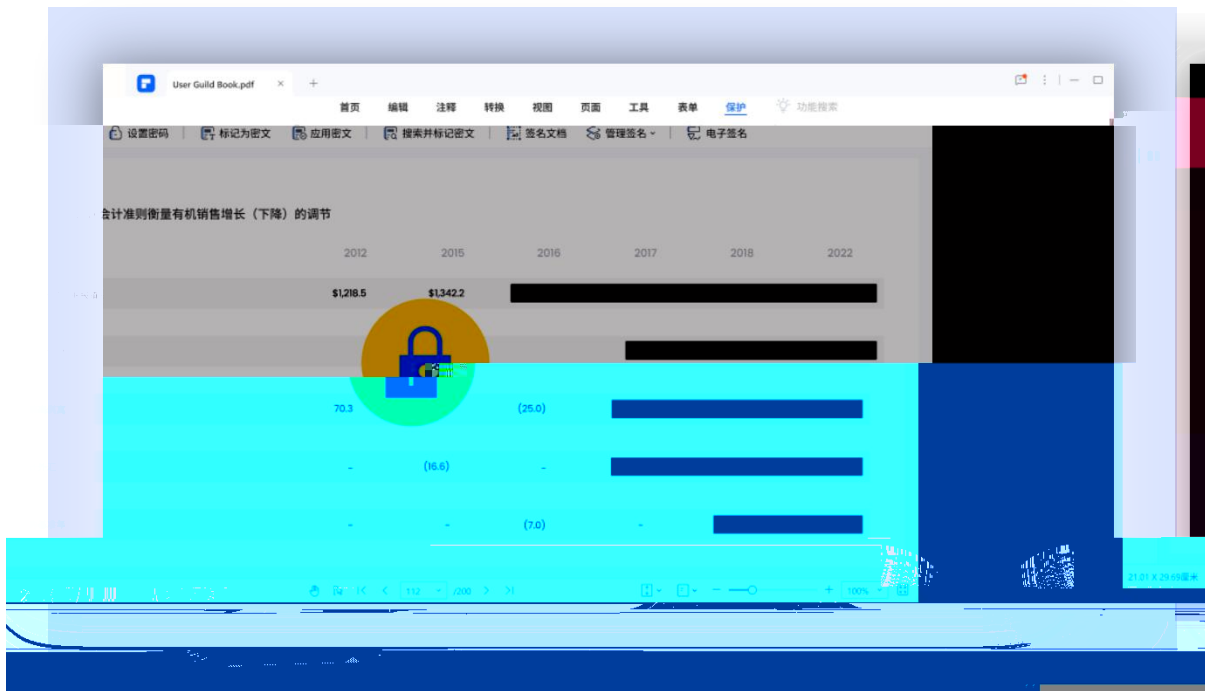 User Guild Book.pdf × +
首页 编辑 注释 转换 视图 页面 工具 表单 保护 功能搜索
设置密码 标记为密文 应用密文 搜索并标记密文 签名文档 管理签名 电子签名
会计准则衡量有机销售增长（下降）的调节
2012 2015 2016 2017 2018 2022
$1,218.5 $1,342.2
70.3 (25.0)
- (16.6) -
- - (7.0) -
21.01 X 29.69厘米
112 /200 100%